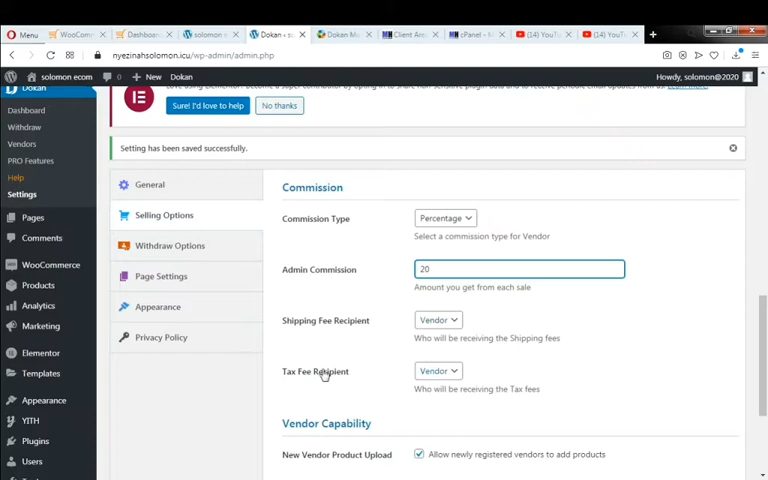 Menu
WooComm
Dashboard
solomon e
Dokan < s
Dokan M
Client Area
cPanel -
(14) YouT
(14) YouT
nyezinahsolomon.icu/wp-admin/admin.php
solomon ecom
0
New
Dokan
Howdy, solomon@2020
Dokan
Dashboard
Withdraw
Vendors
PRO Features
Help
Settings
Pages
Comments
WooCommerce
Products
Analytics
Marketing
Elementor
Templates
Appearance
YITH
Plugins
Users
Sure! I'd love to help
No thanks
Setting has been saved successfully.
General
Selling Options
Withdraw Options
Page Settings
Appearance
Privacy Policy
Commission
Commission Type
Percentage
Select a commission type for Vendor
Admin Commission
20
Amount you get from each sale
Shipping Fee Recipient
Vendor
Who will be receiving the Shipping fees
Tax Fee Recipient
Vendor
Who will be receiving the Tax fees
Vendor Capability
New Vendor Product Upload
Allow newly registered vendors to add products